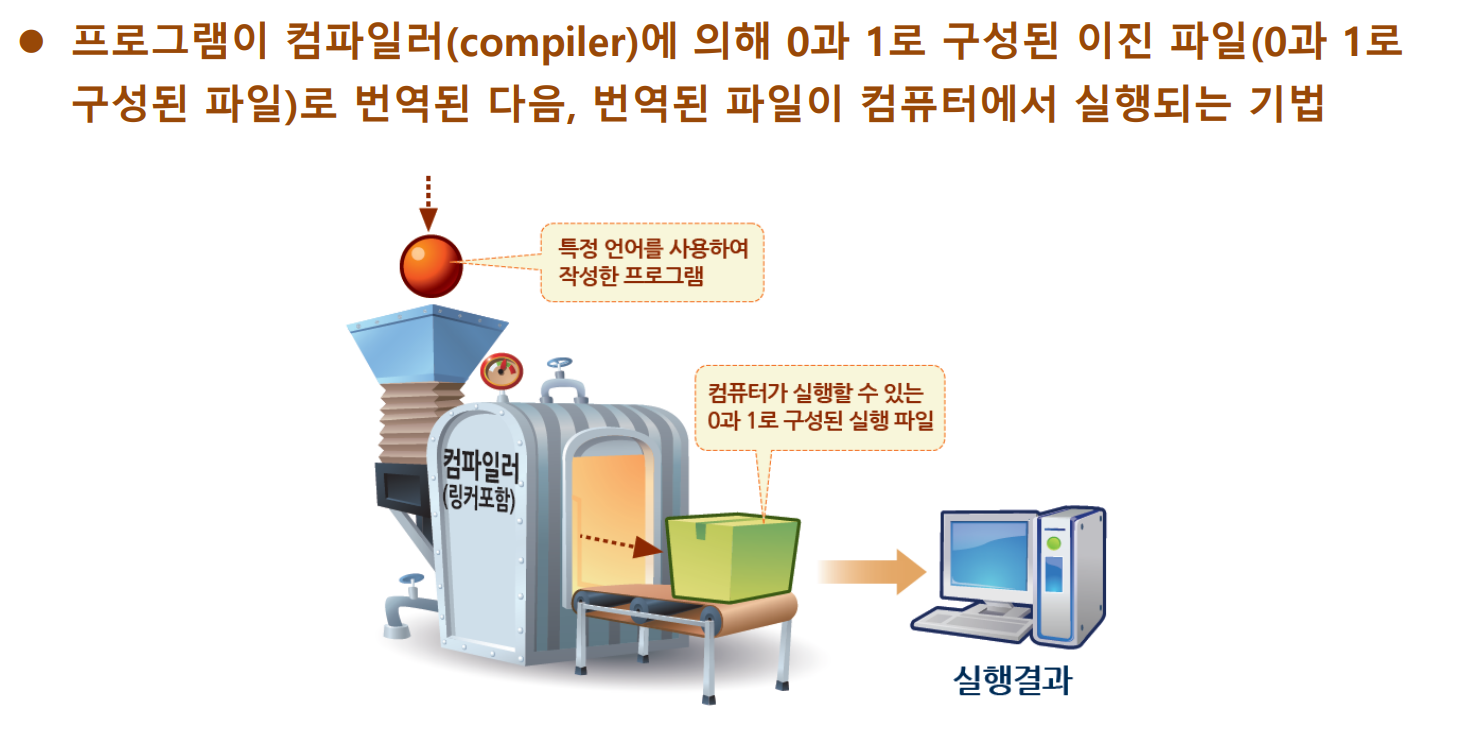 ● 프로그램이 컴파일러(compiler)에 의해 0과 1로 구성된 이진 파일(0과 1로
구성된 파일)로 번역된 다음, 번역된 파일이 컴퓨터에서 실행되는 기법
특정 언어를 사용하여
작성한 프로그램
컴퓨터가 실행할 수 있는
0과 1로 구성된 실행 파일
컴파일러
(링커포함)
실행결과